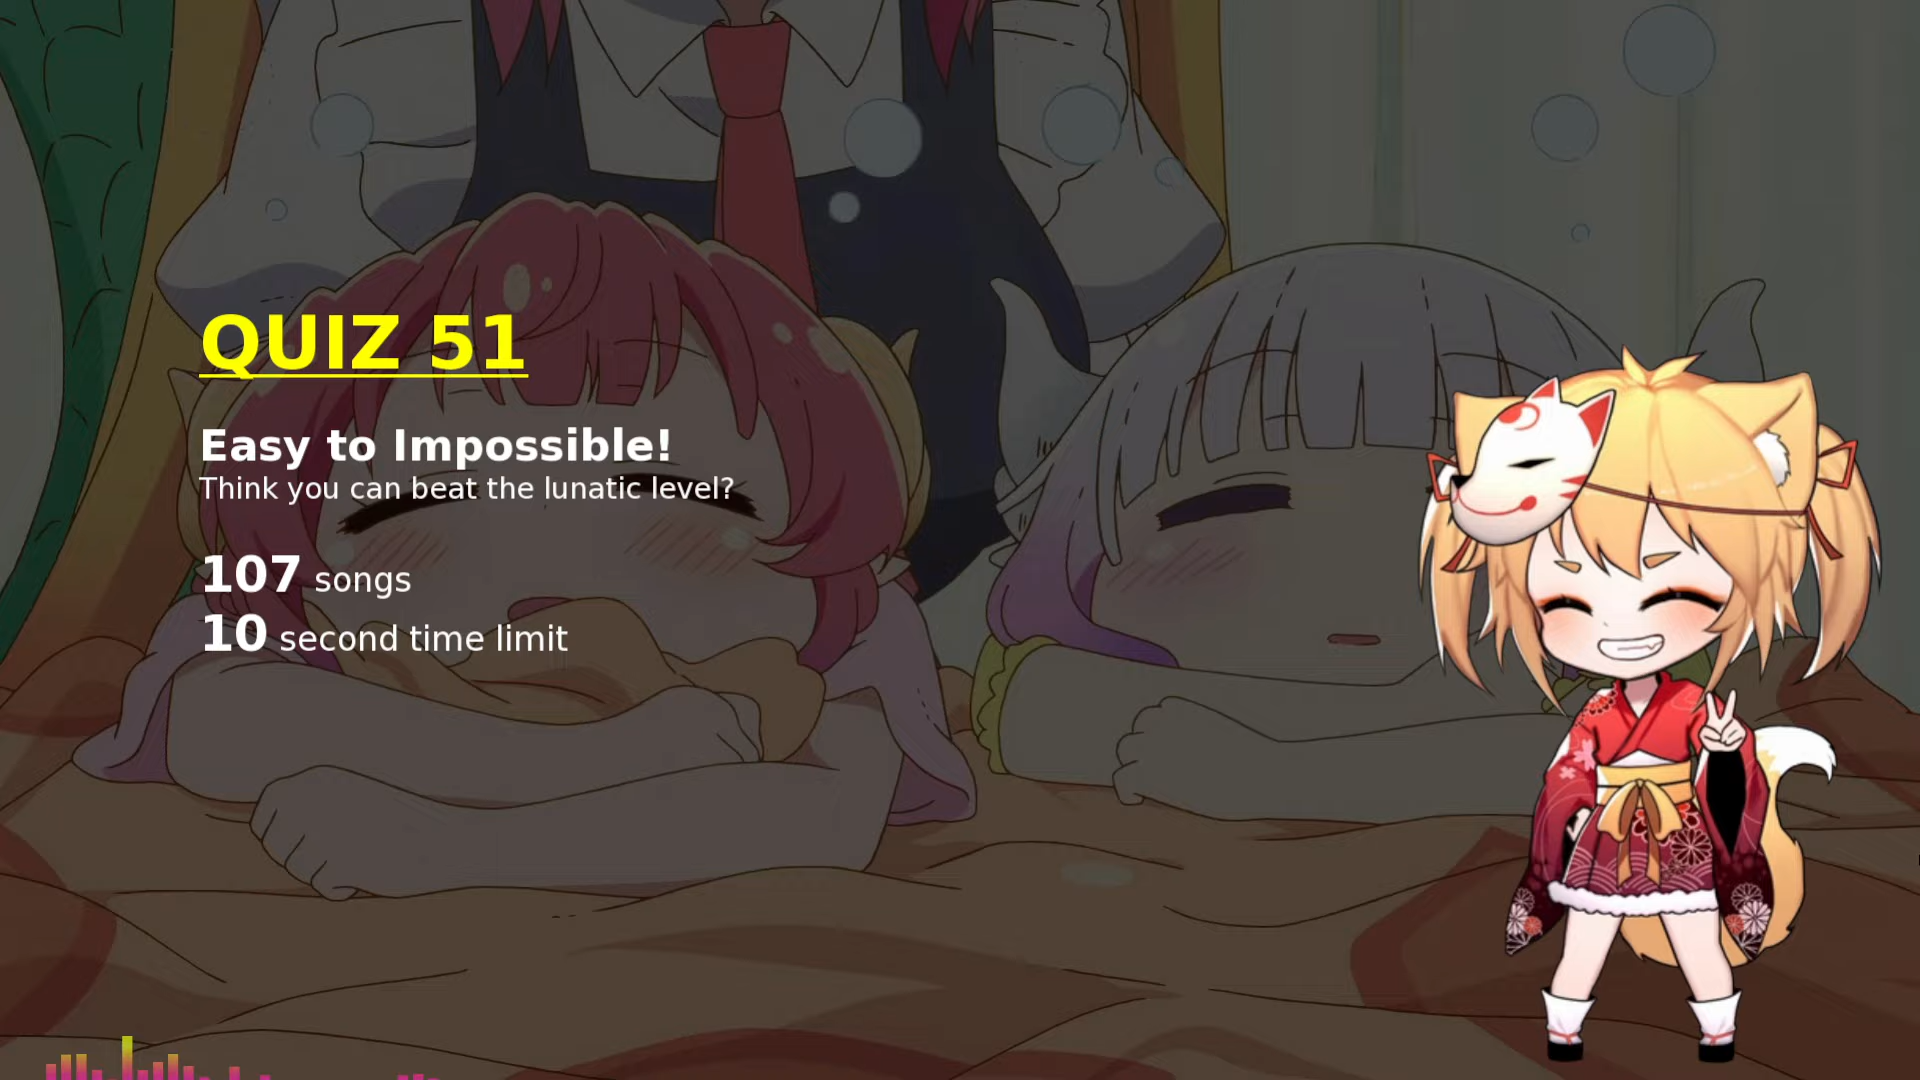 QUIZ 51
Easy to Impossible!
Think you can beat the lunatic level?
107 songs
10 second time limit